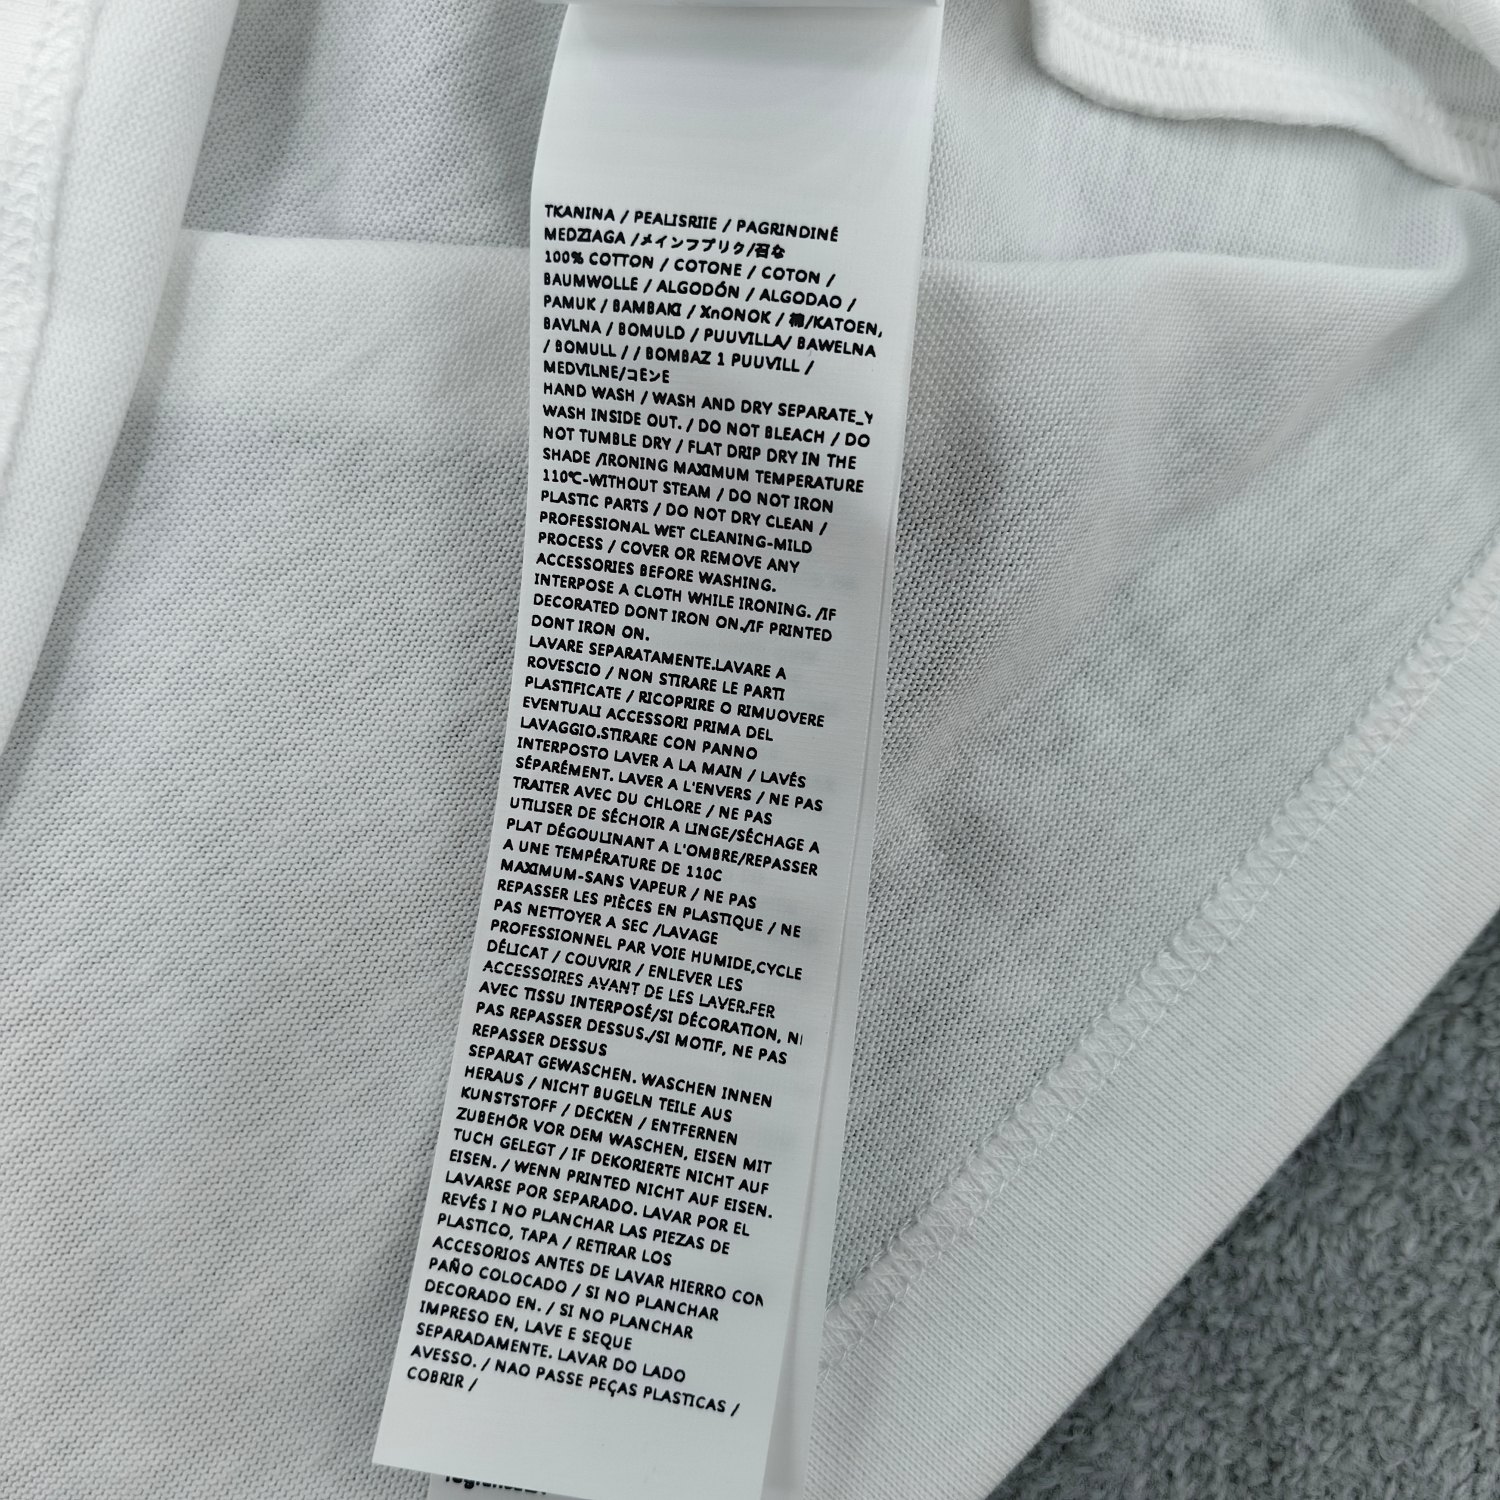 TKANINA / PEALISRIIE / PAGRINDINĖ
MEDZIAGA /メインフブリク/召な
100% COTTON / COTONE / COTON /
BAUMWOLLE / ALGODÓN / ALGODAO /
PAMUK / BAMBAKI / XnONOK / 棉/KATOEN,
BAVLNA / BOMULD / PUUVILLA/ BAWELNA
/ BOMULL / / BOMBAZ 1 PUUVILL /
MEDVILNE/コEンE
HAND WASH / WASH AND DRY SEPARATE_Y
WASH INSIDE OUT. / DO NOT BLEACH / DO
NOT TUMBLE DRY / FLAT DRIP DRY IN THE
SHADE /IRONING MAXIMUM TEMPERATURE
110℃-WITHOUT STEAM / DO NOT IRON
PLASTIC PARTS / DO NOT DRY CLEAN /
PROFESSIONAL WET CLEANING-MILD
PROCESS / COVER OR REMOVE ANY
ACCESSORIES BEFORE WASHING.
INTERPOSE A CLOTH WHILE IRONING. /IF
DECORATED DONT IRON ON./IF PRINTED
DONT IRON ON.
LAVARE SEPARATAMENTE.LAVARE A
ROVESCIO / NON STIRARE LE PARTI
PLASTIFICATE / RICOPRIRE O RIMUOVERE
EVENTUALI ACCESSORI PRIMA DEL
LAVAGGIO.STIRARE CON PANNO
INTERPOSTO LAVER A LA MAIN / LAVÉS
SÉPARÉMENT. LAVER A L'ENVERS / NE PAS
TRAITER AVEC DU CHLORE / NE PAS
UTILISER DE SÉCHOIR A LINGE/SÉCHAGE A
PLAT DÉGOULINANT A L'OMBRE/REPASSER
A UNE TEMPÉRATURE DE 110C
MAXIMUM-SANS VAPEUR / NE PAS
REPASSER LES PIÈCES EN PLASTIQUE / NE
PAS NETTOYER A SEC /LAVAGE
PROFESSIONNEL PAR VOIE HUMIDE,CYCLE
DÉLICAT / COUVRIR / ENLEVER LES
ACCESSOIRES AVANT DE LES LAVER.FER
AVEC TISSU INTERPOSÉ/SI DÉCORATION, N
PAS REPASSER DESSUS./SI MOTIF, NE PAS
REPASSER DESSUS
SEPARAT GEWASCHEN. WASCHEN INNEN
HERAUS / NICHT BUGELN TEILE AUS
KUNSTSTOFF / DECKEN / ENTFERNEN
ZUBEHÖR VOR DEM WASCHEN, EISEN MIT
TUCH GELEGT / IF DEKORIERTE NICHT AUF
EISEN. / WENN PRINTED NICHT AUF EISEN.
LAVARSE POR SEPARADO. LAVAR POR EL
REVÉS I NO PLANCHAR LAS PIEZAS DE
PLASTICO, TAPA / RETIRAR LOS
ACCESORIOS ANTES DE LAVAR HIERRO CON
PAÑO COLOCADO / SI NO PLANCHAR
DECORADO EN. / SI NO PLANCHAR
IMPRESO EN, LAVE E SEQUE
SEPARADAMENTE. LAVAR DO LADO
AVESSO. / NAO PASSE PEÇAS PLASTICAS /
COBRIR /